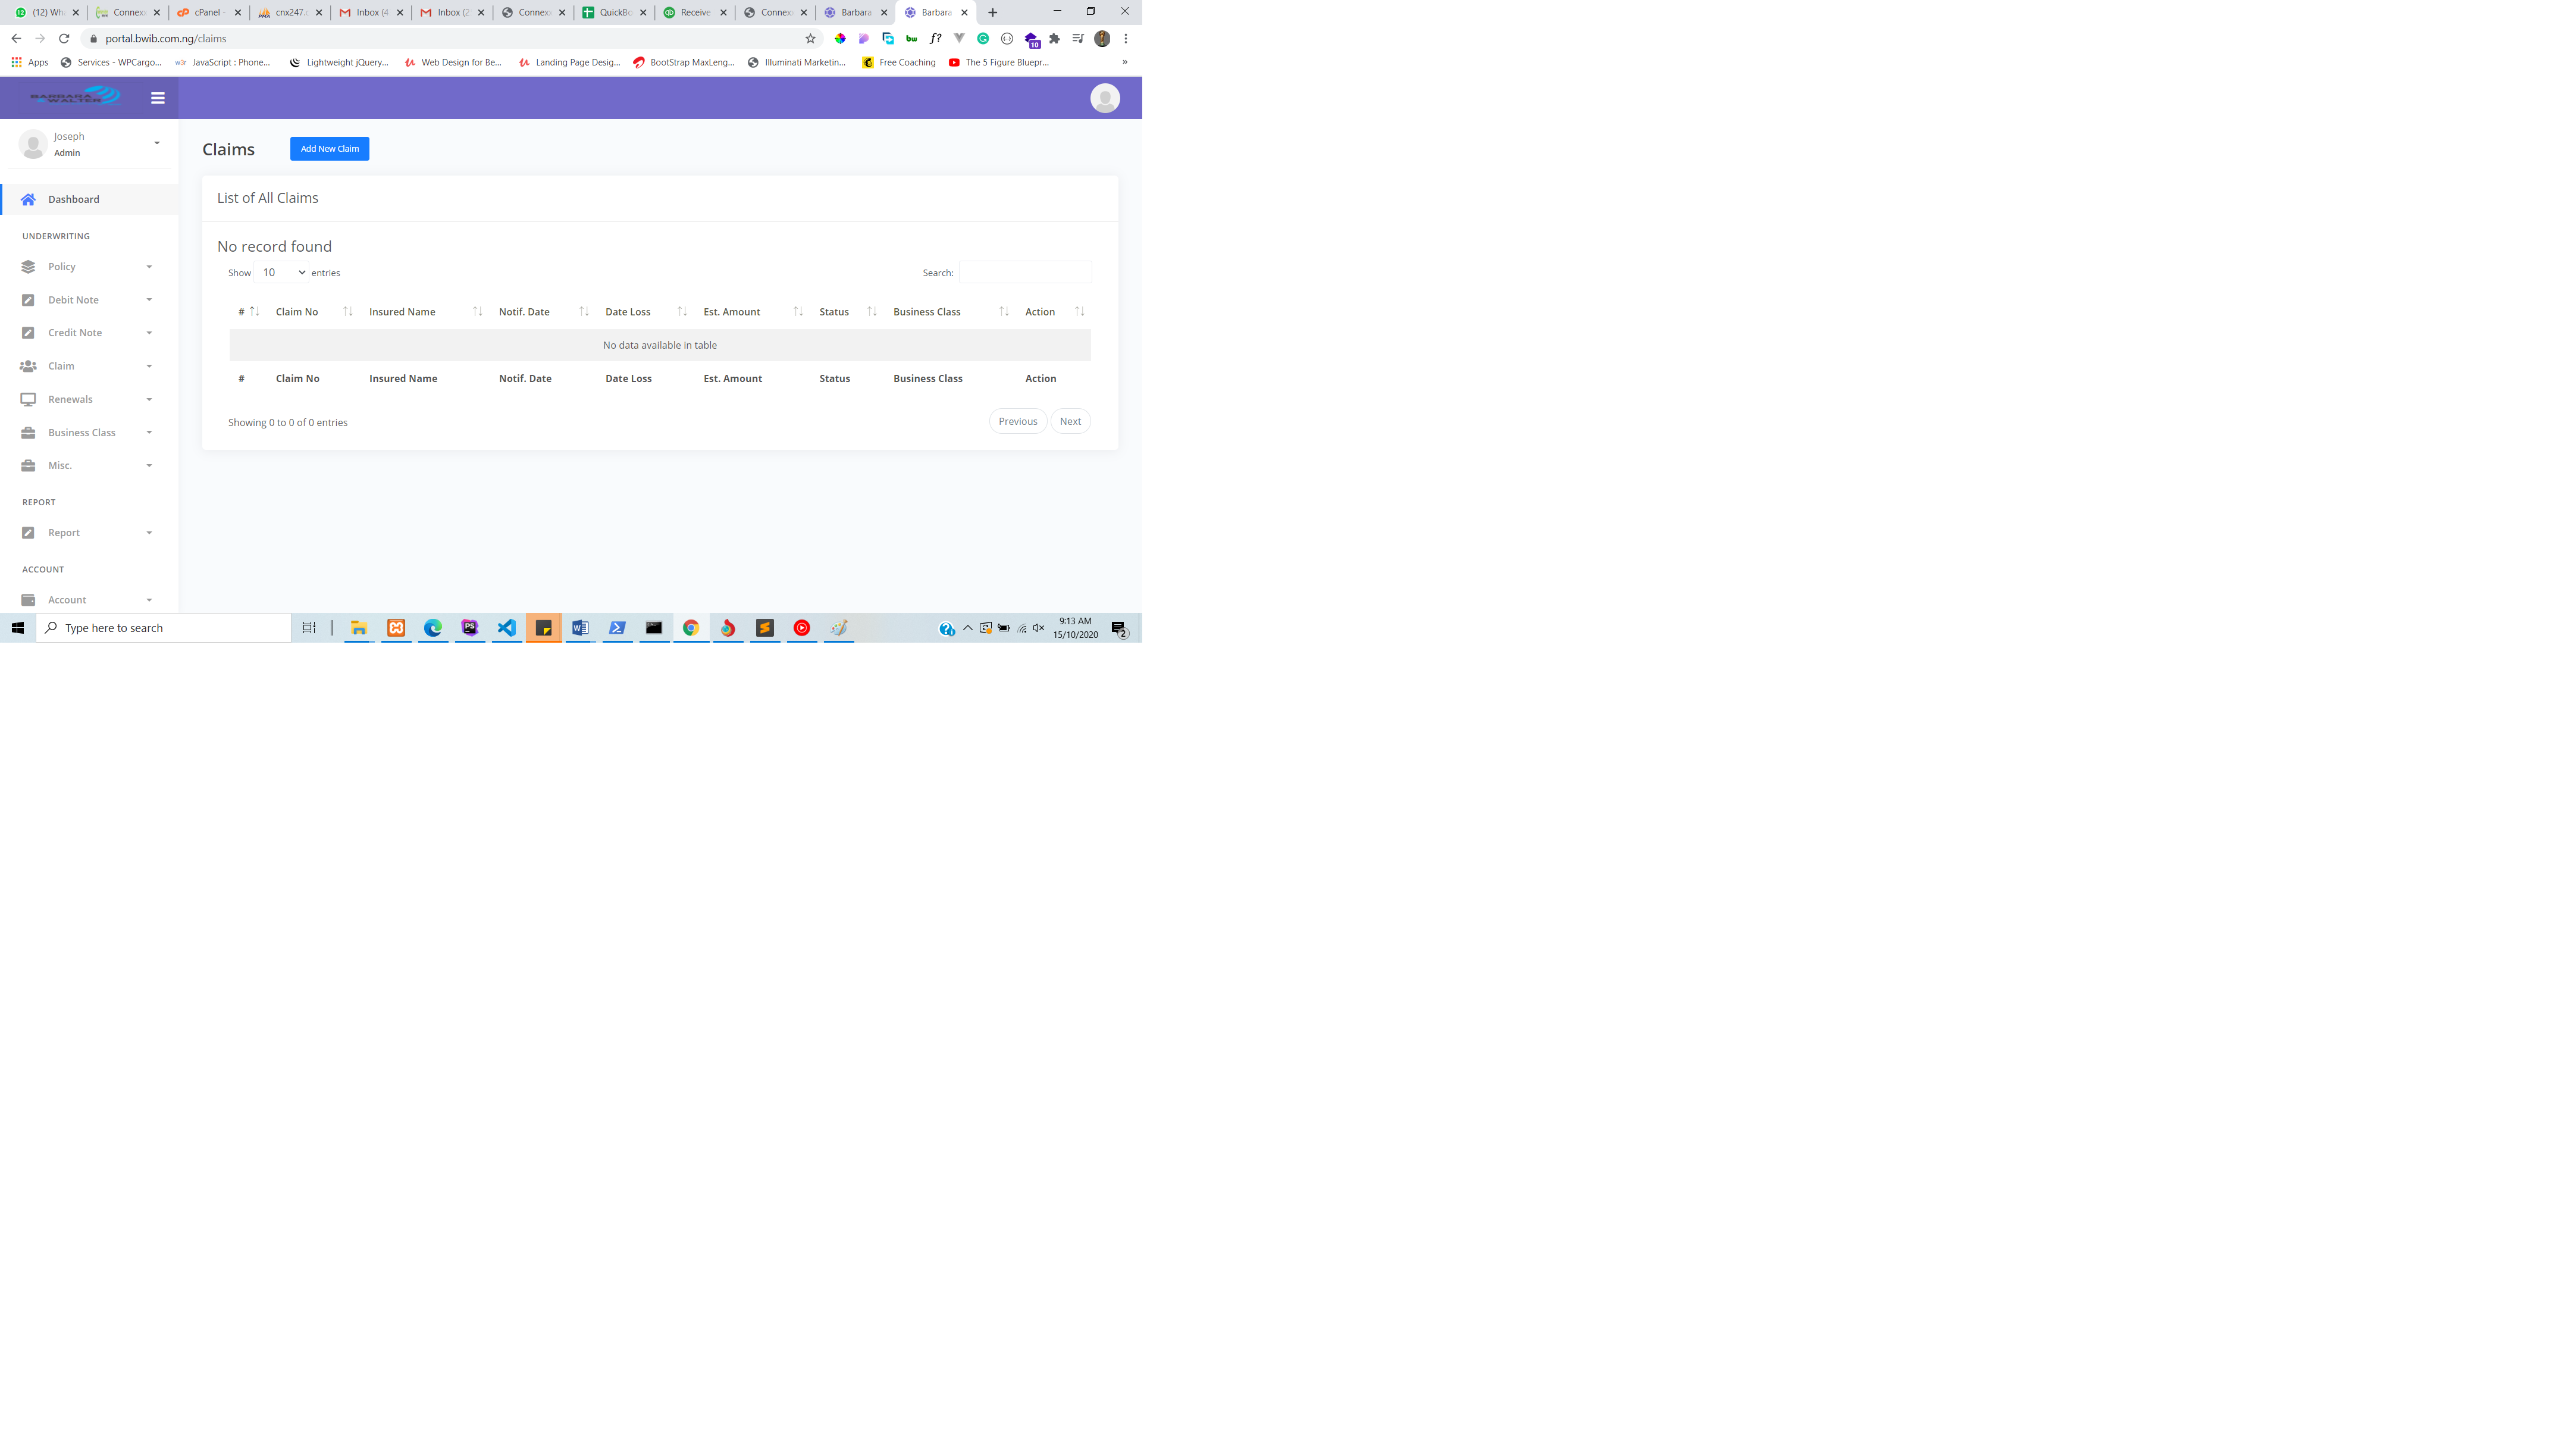 (12) Wh
Connex
cPanel -
cnx247.
Inbox (4
Inbox (2
Connex
QuickBo
Receive
Connex
Barbara
Barbara
portal.bwib.com.ng/claims
10
Apps
Services - WPCargo...
JavaScript : Phone...
Lightweight jQuery...
Web Design for Be...
Landing Page Desig...
BootStrap MaxLeng...
Illuminati Marketin...
Free Coaching
The 5 Figure Bluepr...
»
BARBARA
WALTER
Joseph
Admin
Dashboard
UNDERWRITING
Policy
Debit Note
Credit Note
Claim
Renewals
Business Class
Misc.
REPORT
Report
ACCOUNT
Account
Claims
Add New Claim
List of All Claims
No record found
Show 10 entries
Search:
# Claim No Insured Name Notif. Date Date Loss Est. Amount Status Business Class Action
No data available in table
# Claim No Insured Name Notif. Date Date Loss Est. Amount Status Business Class Action
Showing 0 to 0 of 0 entries
Previous Next
Type here to search
9:13 AM
15/10/2020
2